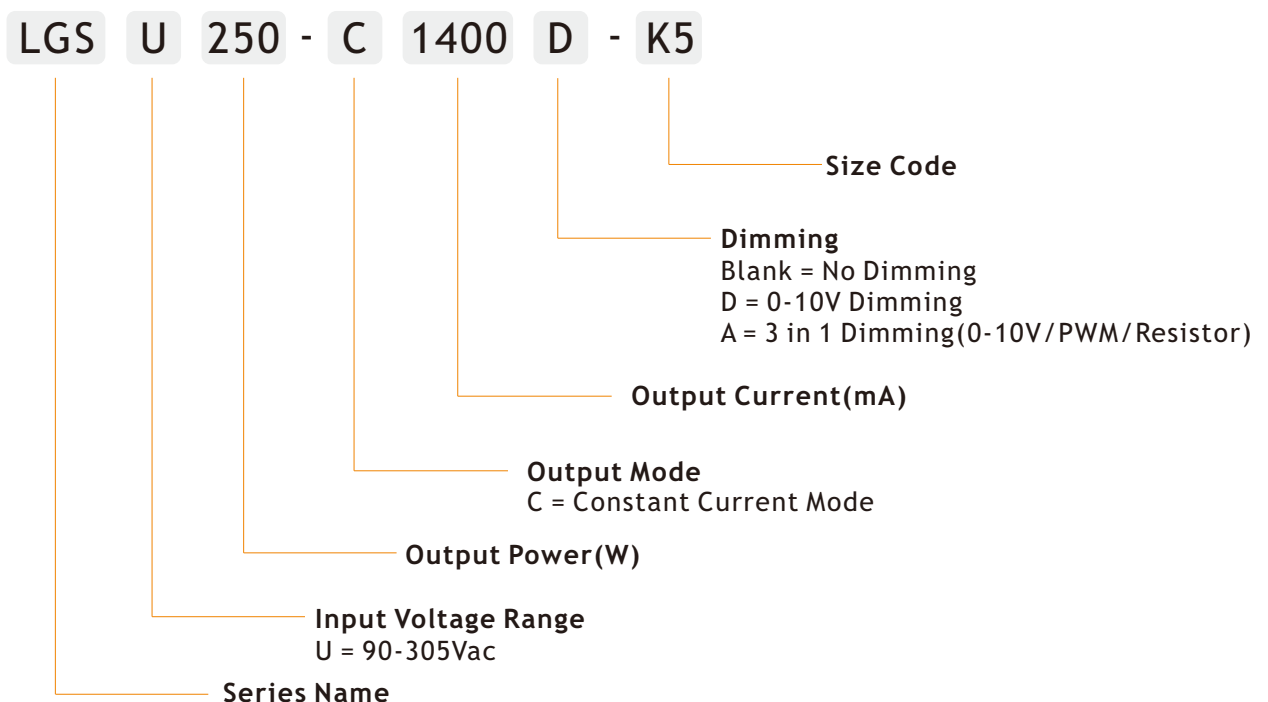 LGS U 250 - C 1400 D - K5
Size Code
Dimming
Blank = No Dimming
D = 0-10V Dimming
A = 3 in 1 Dimming(0-10V/PWM/Resistor)
Output Current(mA)
Output Mode
C = Constant Current Mode
Output Power(W)
Input Voltage Range
U = 90-305Vac
Series Name